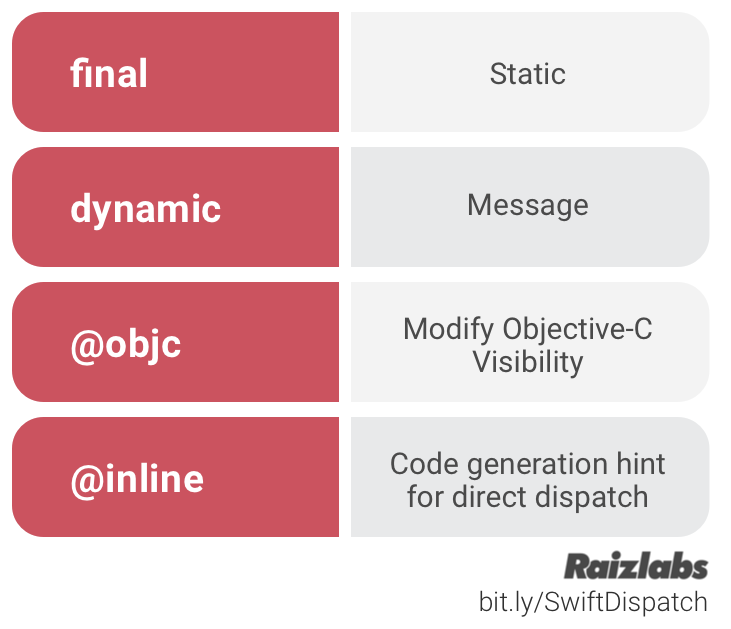 final
Static
dynamic
Message
@objc
Modify Objective-C
Visibility
@inline
Code generation hint
for direct dispatch
Raizlabs
bit.ly/SwiftDispatch